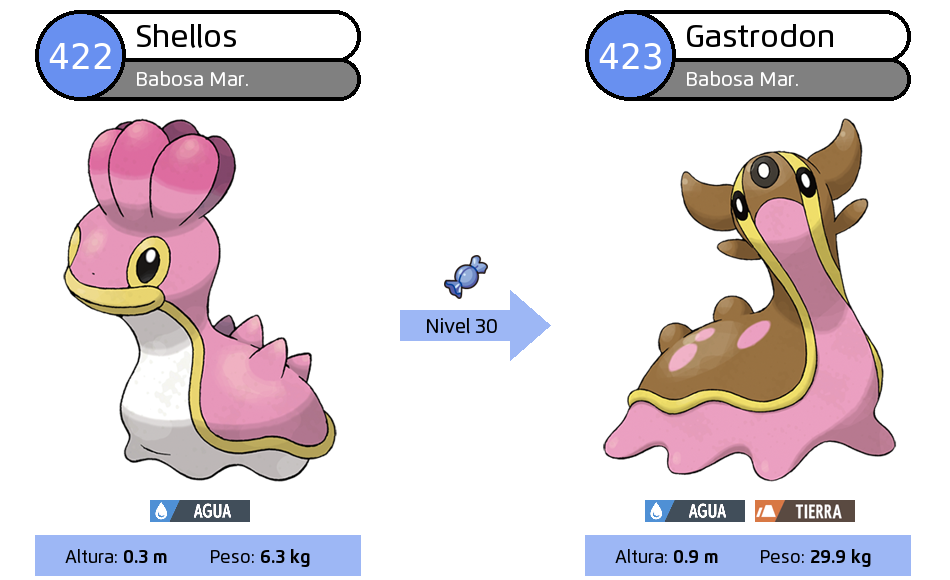 422
Shellos
Babosa Mar.
423
Gastrodon
Babosa Mar.
Nivel 30
AGUA
AGUA
TIERRA
Altura: 0.3 m Peso: 6.3 kg
Altura: 0.9 m Peso: 29.9 kg